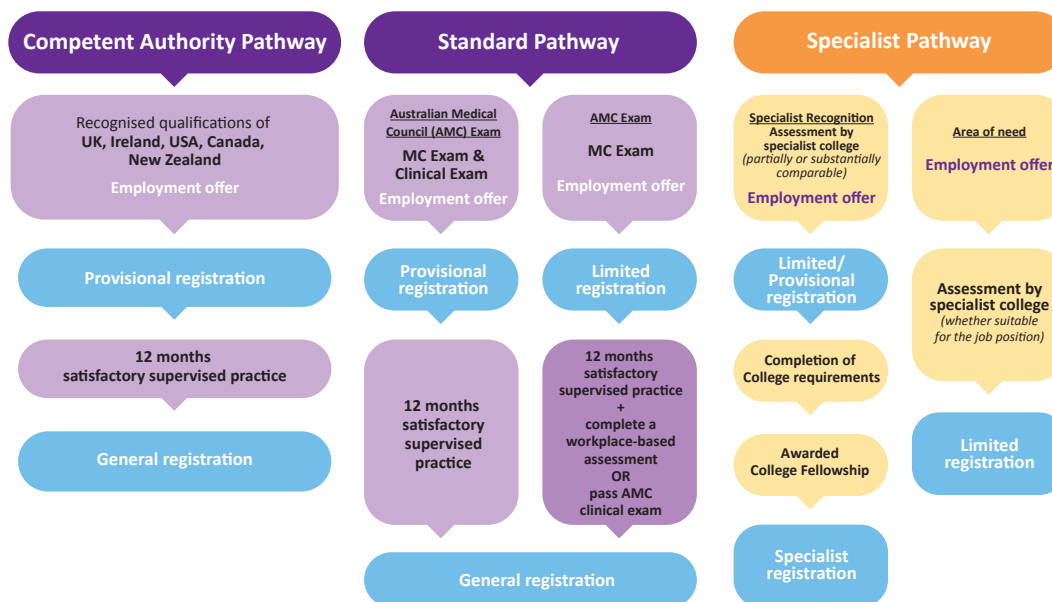 Competent Authority Pathway
Recognised qualifications of
UK, Ireland, USA, Canada,
New Zealand
Employment offer
Provisional registration
12 months
satisfactory supervised practice
General registration
Standard Pathway
Australian Medical
Council (AMC) Exam
MC Exam &
Clinical Exam
Employment offer
Provisional
registration
12 months
satisfactory
supervised
practice
AMC Exam
MC Exam
Employment offer
Limited
registration
12 months
satisfactory
supervised practice
+
complete a
workplace-based
assessment
OR
pass AMC
clinical exam
General registration
Specialist Pathway
Specialist Recognition
Assessment by
specialist college
(partially or substantially
comparable)
Employment offer
Limited/
Provisional
registration
Completion of
College requirements
Awarded
College Fellowship
Specialist
registration
Area of need
Employment offer
Assessment by
specialist college
(whether suitable
for the job position)
Limited
registration